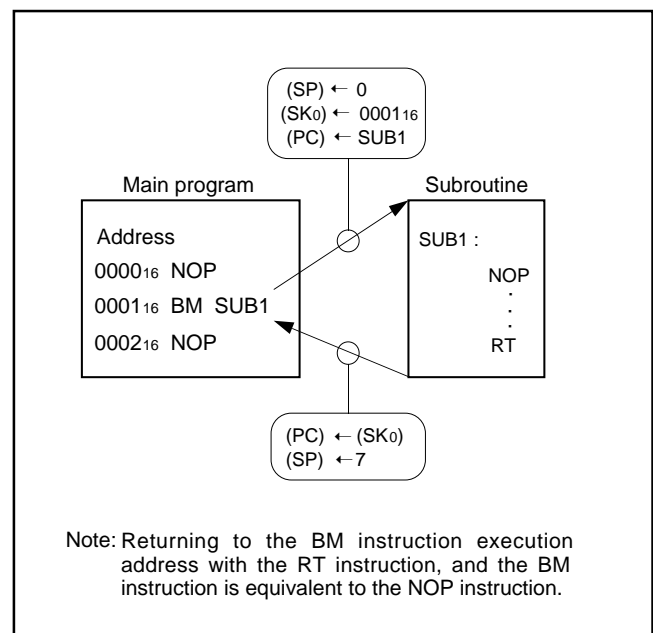 (SP) ← 0
(SK0) ← 000116
(PC) ← SUB1
Main program
Subroutine
Address
000016 NOP
000116 BM SUB1
000216 NOP
SUB1 :
NOP
.
.
.
RT
(PC) ← (SK0)
(SP) ←7
Note: Returning to the BM instruction execution
address with the RT instruction, and the BM
instruction is equivalent to the NOP instruction.